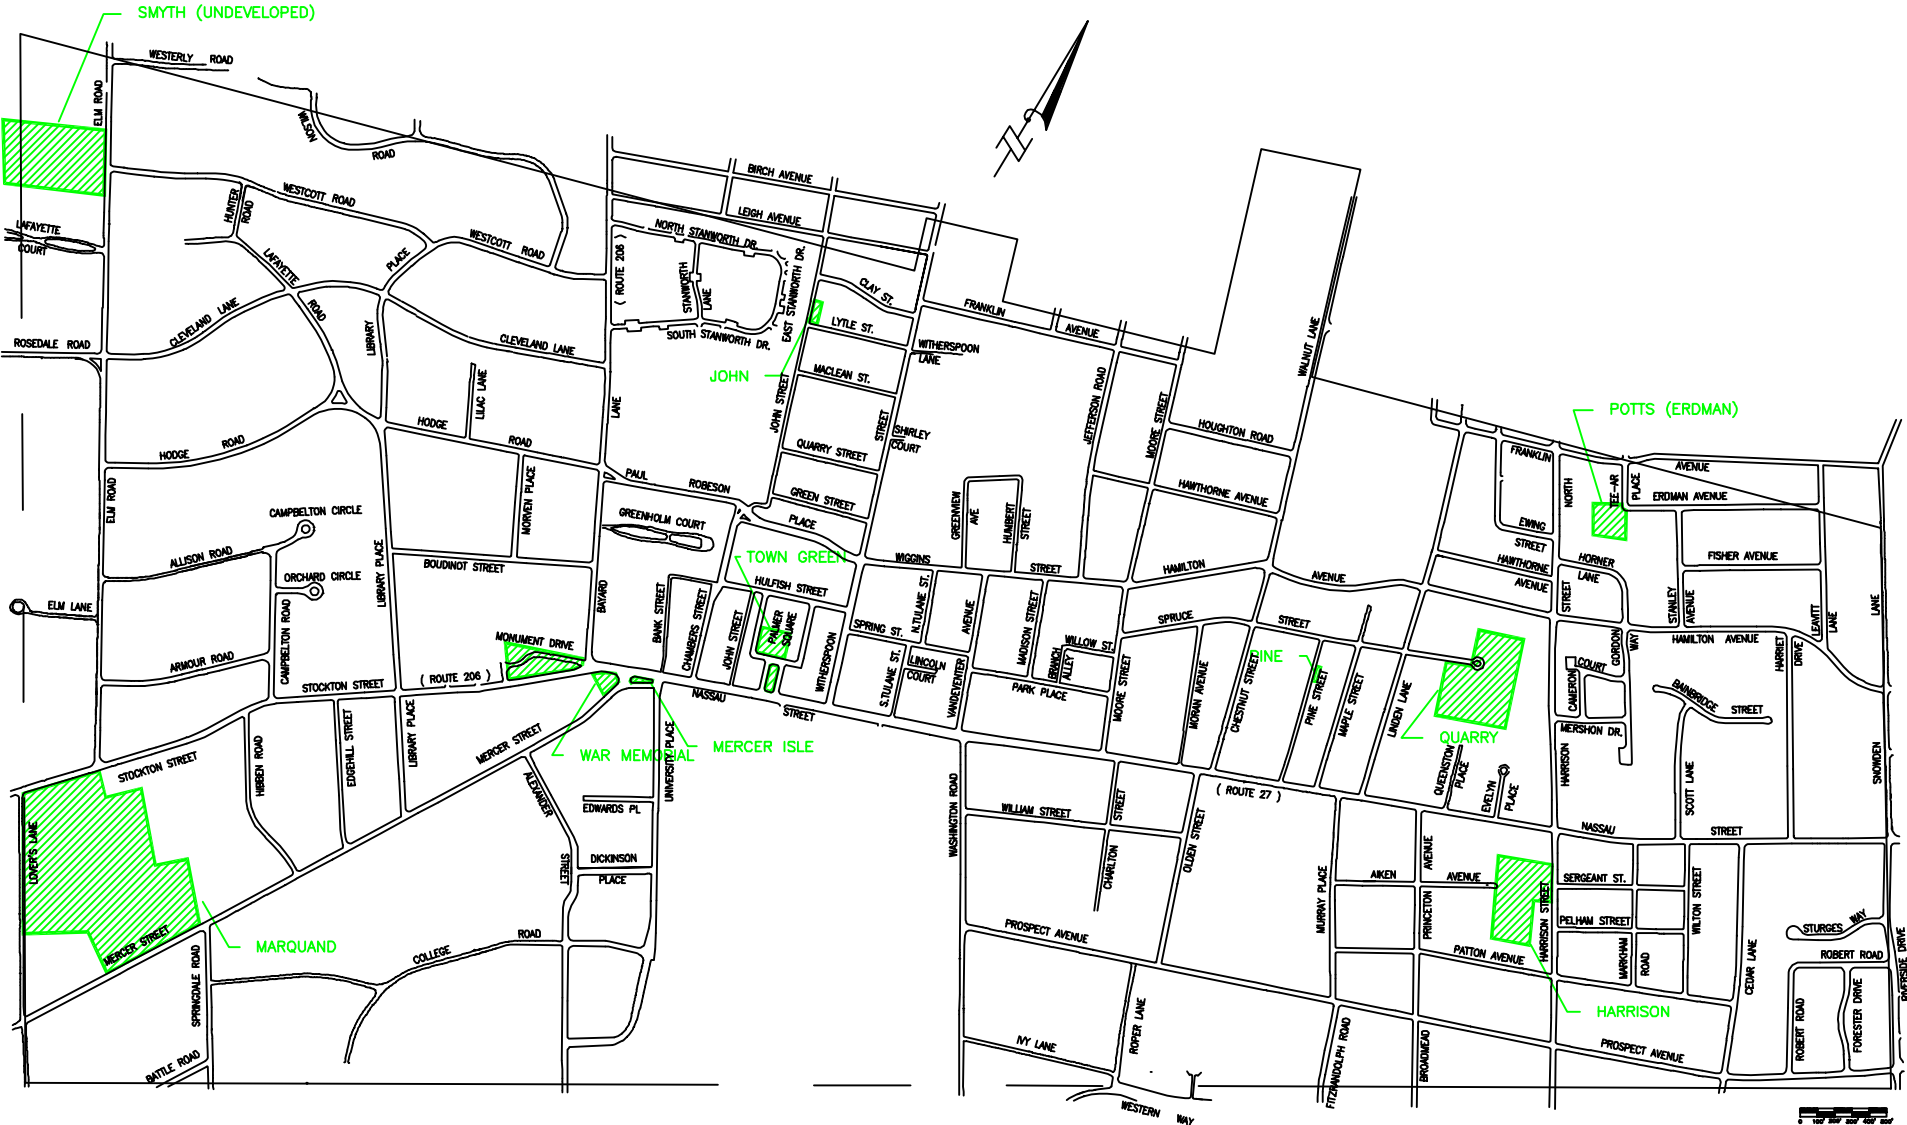 SMYTH (UNDEVELOPED)
WESTERLY ROAD
ELM ROAD
WILSON
ROAD
BIRCH AVENUE
LEIGH AVENUE
HUNTER
ROAD
WESTCOTT ROAD
LAFAYETTE
COURT
LAFAYETTE
ROAD
PLACE
WESTCOTT ROAD
( ROUTE 206 )
NORTH STANWORTH DR.
STANWORTH
LANE
EAST STANWORTH DR.
SOUTH STANWORTH DR.
CLAY ST.
LYTLE ST.
FRANKLIN
AVENUE
WITHERSPOON
LANE
WALNUT LANE
CLEVELAND LANE
ROSEDALE ROAD
LIBRARY
CLEVELAND LANE
JOHN
MACLEAN ST.
JOHN STREET
LILAC LANE
LANE
STREET
SHIRLEY
COURT
JEFFERSON ROAD
MOORE STREET
HOUGHTON ROAD
POTTS (ERDMAN)
HODGE
ROAD
HODGE
ROAD
QUARRY STREET
PAUL
ROBESON
PLACE
GREEN STREET
HAWTHORNE AVENUE
FRANKLIN
AVENUE
NORTH
TEE-AR
PLACE
ERDMAN AVENUE
ELM ROAD
MORVEN PLACE
CAMPBELTON CIRCLE
GREENHOLM COURT
GREENVIEW
AVE
HUMBERT
STREET
EWING
STREET
ALLISON ROAD
BOUDINOT STREET
TOWN GREEN
WIGGINS
STREET
HAMILTON
AVENUE
HAWTHORNE
AVENUE
HORNER
LANE
FISHER AVENUE
ORCHARD CIRCLE
LIBRARY PLACE
BAYARD
HULFISH STREET
ELM LANE
CAMPBELTON ROAD
BANK STREET
CHAMBERS STREET
JOHN STREET
PALMER
SQUARE
WITHERSPOON
SPRING ST.
N.TULANE ST.
AVENUE
MADISON STREET
WILLOW ST.
BRANCH
ALLEY
SPRUCE
STREET
STREET
STANLEY
AVENUE
LEAVITT
LANE
LANE
MONUMENT DRIVE
ARMOUR ROAD
STOCKTON STREET
( ROUTE 206 )
S.TULANE ST.
LINCOLN
COURT
VANDEVENTER
PARK PLACE
MOORE STREET
MORAN AVENUE
CHESTNUT STREET
PINE
PINE STREET
MAPLE STREET
LINDEN LANE
GORDON
WAY
HAMILTON AVENUE
HARRIET
DRIVE
COURT
CAMERON
BAINBRIDGE
STREET
NASSAU
STREET
QUARRY
MERSHON DR.
STOCKTON STREET
HIBBEN ROAD
EDGEHILL STREET
LIBRARY PLACE
MERCER STREET
WAR MEMORIAL
MERCER ISLE
UNIVERSITY PLACE
ALEXANDER
STREET
EDWARDS PL
WASHINGTON ROAD
WILLIAM STREET
STREET
CHARLTON
OLDEN STREET
( ROUTE 27 )
QUEENSTON
PLACE
EVELYN
PLACE
HARRISON
SCOTT LANE
SNOWDEN
NASSAU
STREET
LOVER'S LANE
DICKINSON
PLACE
MURRAY PLACE
AIKEN
AVENUE
AVENUE
PRINCETON
SERGEANT ST.
HARRISON STREET
PELHAM STREET
WILTON STREET
MARKHAM
ROAD
CEDAR LANE
STURGES WAY
ROBERT ROAD
RIVERSIDE DRIVE
MARQUAND
MERCER STREET
COLLEGE
ROAD
PROSPECT AVENUE
PATTON AVENUE
SPRINGDALE ROAD
HARRISON
ROPER LANE
IVY LANE
FITZRANDOLPH ROAD
BROADMEAD
PROSPECT AVENUE
ROBERT ROAD
FORESTER DRIVE
BATTLE ROAD
WESTERN WAY
0 100' 200' 300' 400' 500'